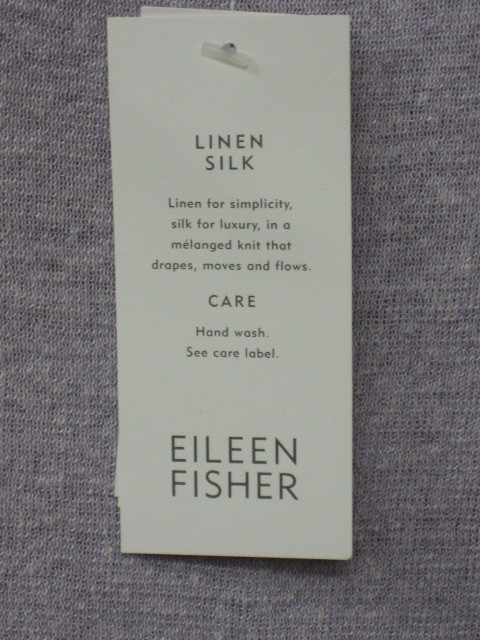 LINEN
SILK
Linen for simplicity,
silk for luxury, in a
mélanged knit that
drapes, moves and flows.
CARE
Hand wash.
See care label.
EILEEN
FISHER